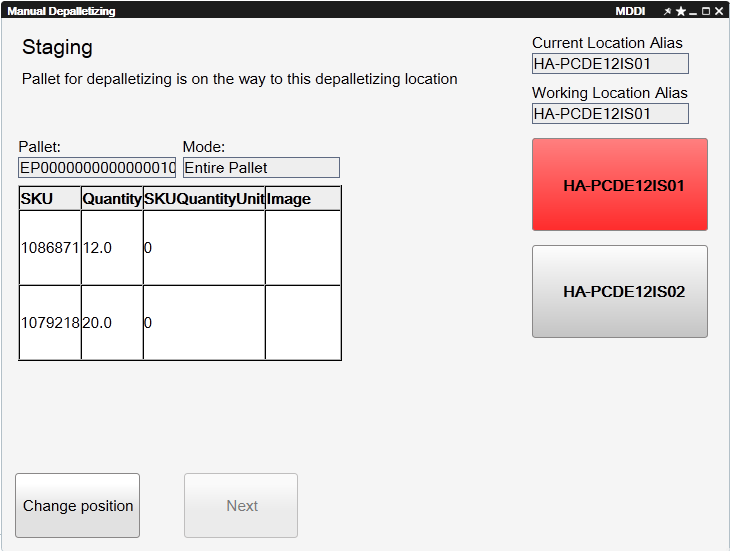 Manual Depalletizing MDDI
Staging
Pallet for depalletizing is on the way to this depalletizing location
Current Location Alias
HA-PCDE12IS01
Working Location Alias
HA-PCDE12IS01
Pallet: Mode:
EP0000000000000010 Entire Pallet
SKU Quantity SKUQuantityUnit Image
1086871 12.0 0
1079218 20.0 0
HA-PCDE12IS01
HA-PCDE12IS02
Change position Next